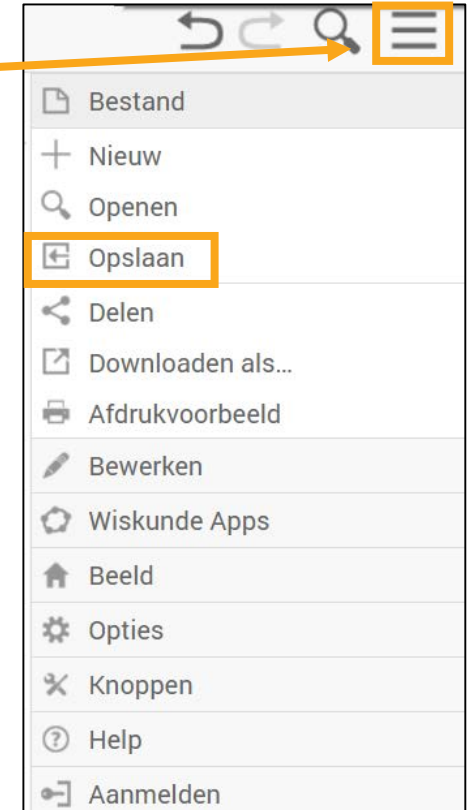 Bestand
Nieuw
Openen
Opslaan
Delen
Downloaden als...
Afdrukvoorbeeld
Bewerken
Wiskunde Apps
Beeld
Opties
Knoppen
Help
Aanmelden